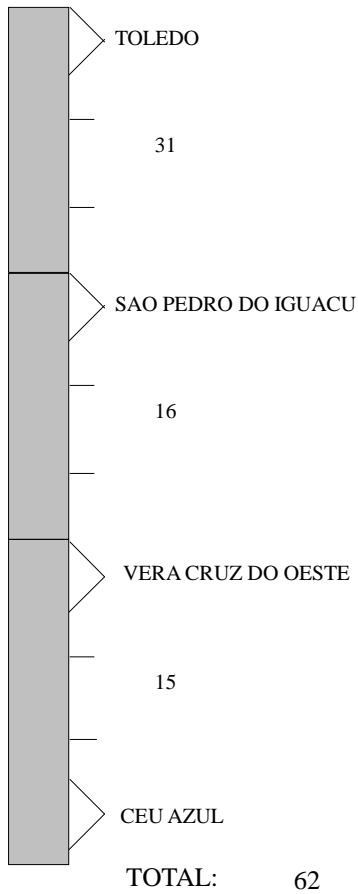 TOLEDO
31
SAO PEDRO DO IGUACU
16
VERA CRUZ DO OESTE
15
CEU AZUL
TOTAL: 62